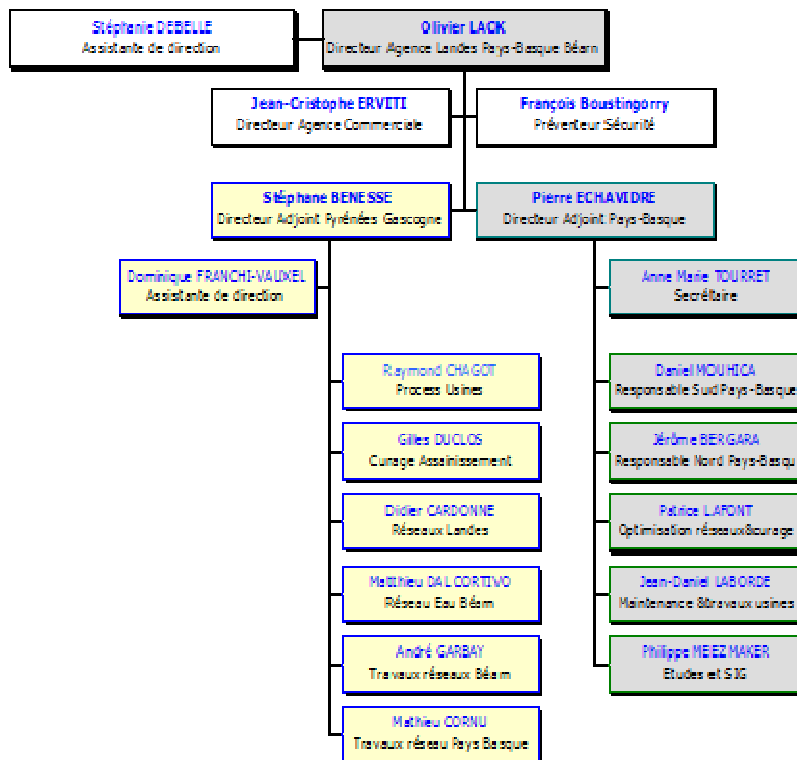 Stéphanie DEBELLE
Assistante de direction
Olivier LACIK
Directeur Agence Landes Pays-Basque Béarn
Jean-Cristophe ERVITI
Directeur Agence Commerciale
François Boustingorry
Préventeur Sécurité
Stéphane BENESSE
Directeur Adjoint Pyrénées Gascogne
Pierre ECHAVIDRE
Directeur Adjoint Pays-Basque
Dominique FRANCHI-VAUXEL
Assistante de direction
Anne Marie TOURRET
Secrétaire
Raymond CHAGOT
Process Usines
Daniel MOUHICA
Responsable Sud Pays-Basque
Gilles DUCLOS
Curage Assainissement
Jérôme BERGARA
Responsable Nord Pays-Basqu
Didier CARDONNE
Réseaux Landes
Patrice LAFONT
Optimisation réseaux&curage
Matthieu DAL CORTIVO
Réseau Eau Béarn
Jean-Daniel LABORDE
Maintenance &travaux usines
André GARBAY
Travaux réseaux Béarn
Philippe MEIEZMAKER
Etudes et SIG
Mathieu CORNU
Travaux réseau Pays Basque